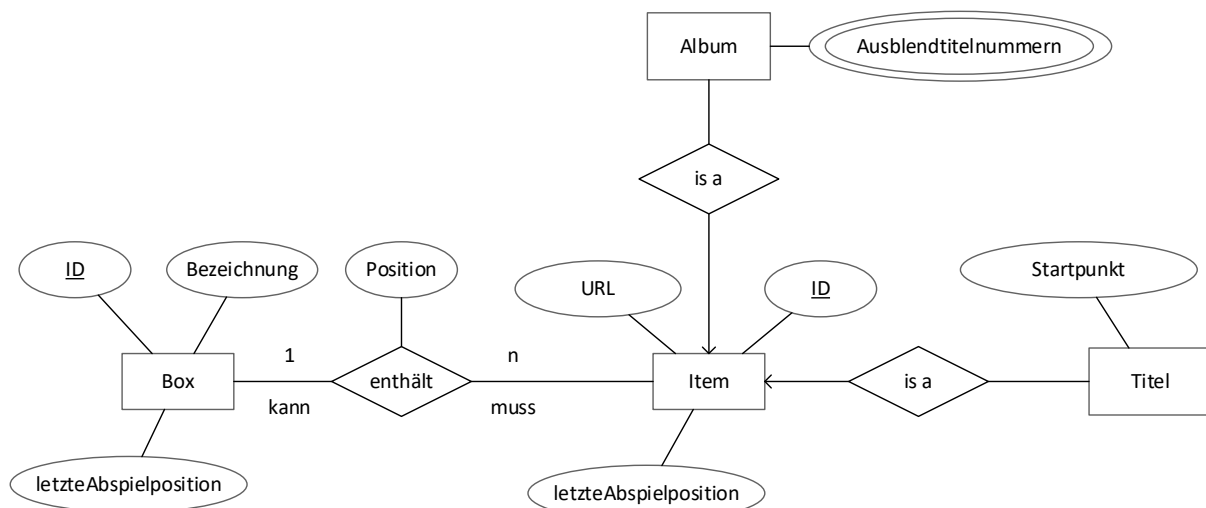 Album
Ausblendtitelnummern
is a
ID
Bezeichnung
Position
URL
ID
Startpunkt
1
n
Box
enthält
Item
is a
Titel
kann
muss
letzteAbspielposition
letzteAbspielposition